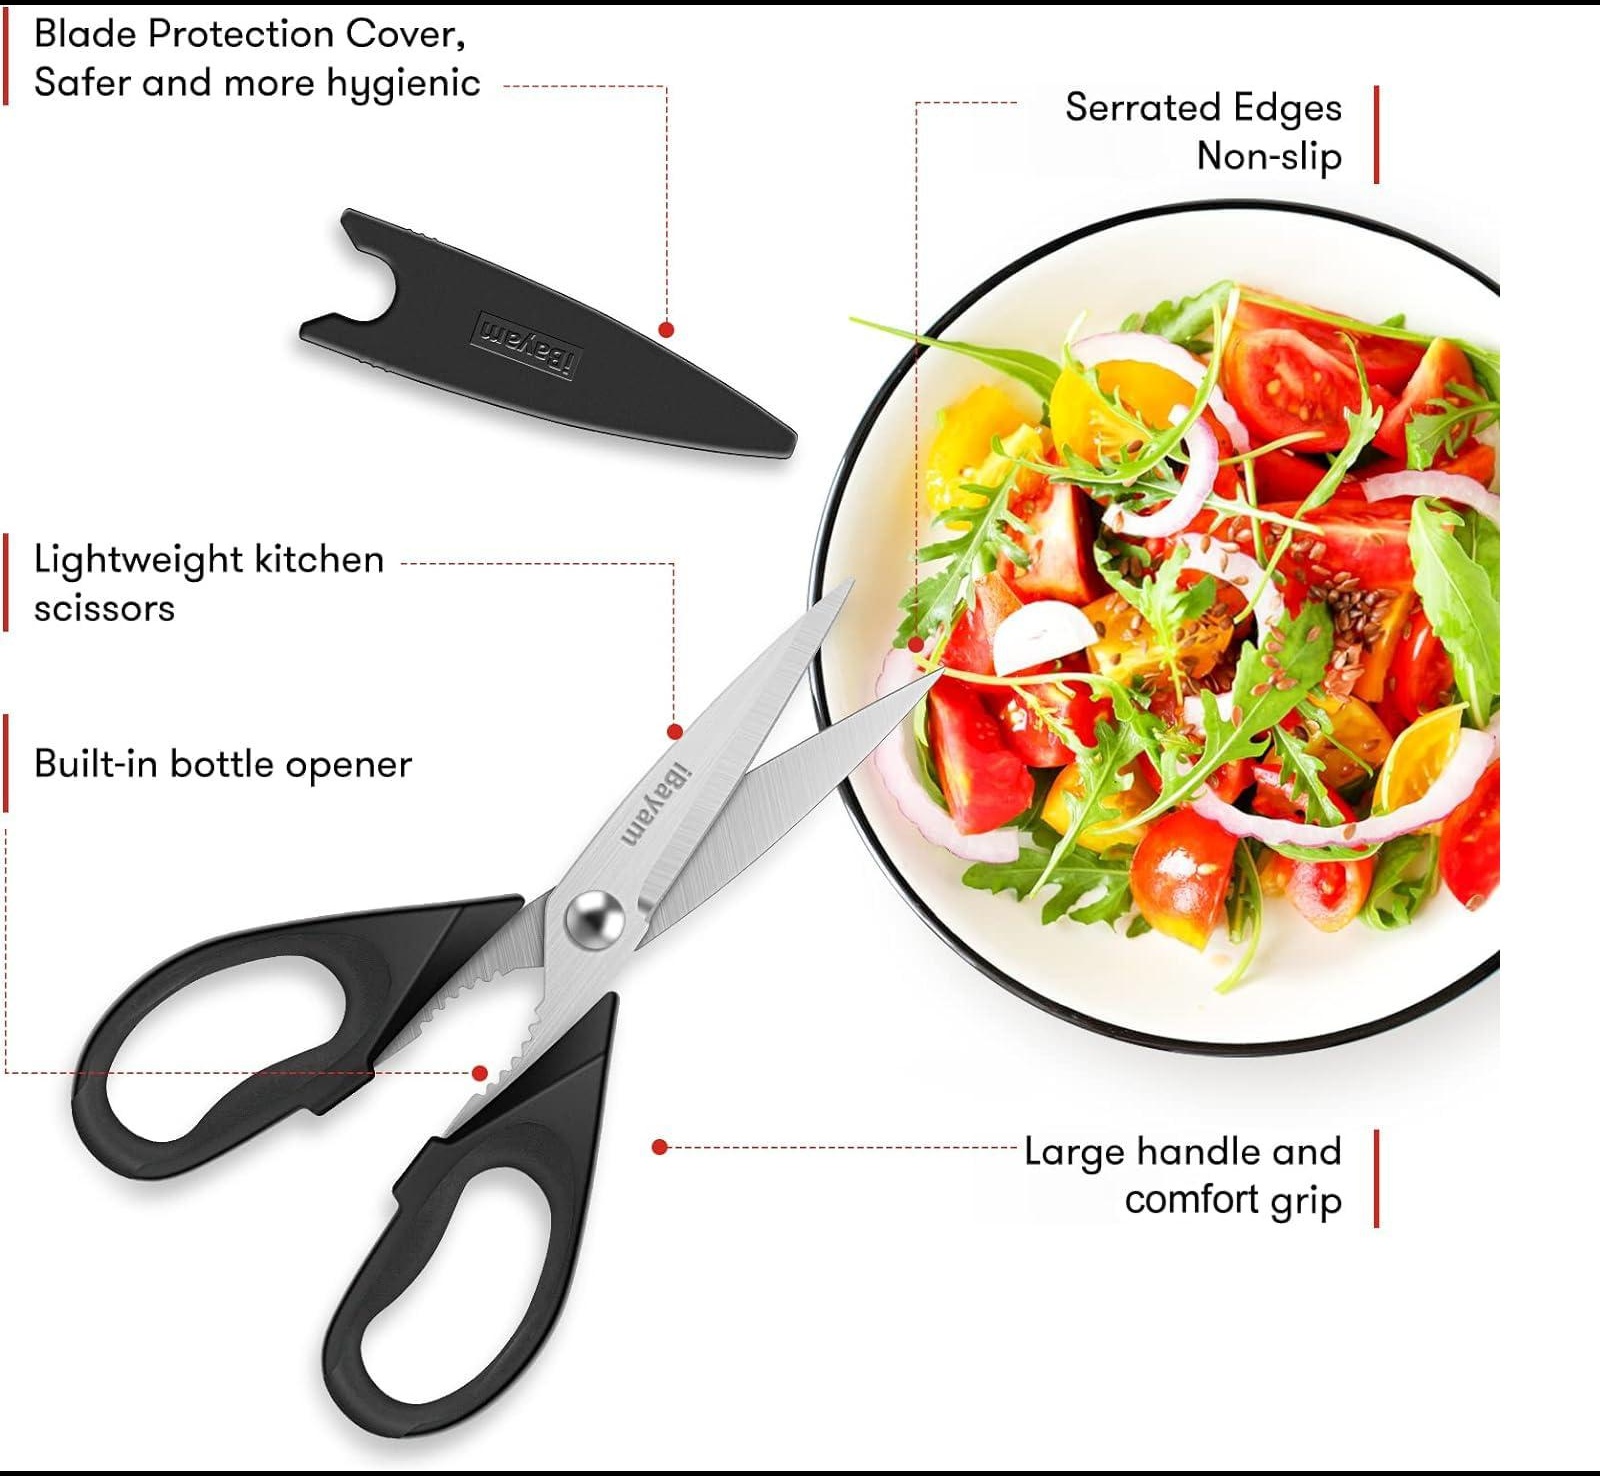 Blade Protection Cover,
Safer and more hygienic
Serrated Edges
Non-slip
iBayam
Lightweight kitchen
scissors
Built-in bottle opener
iBayam
Large handle and
comfort grip